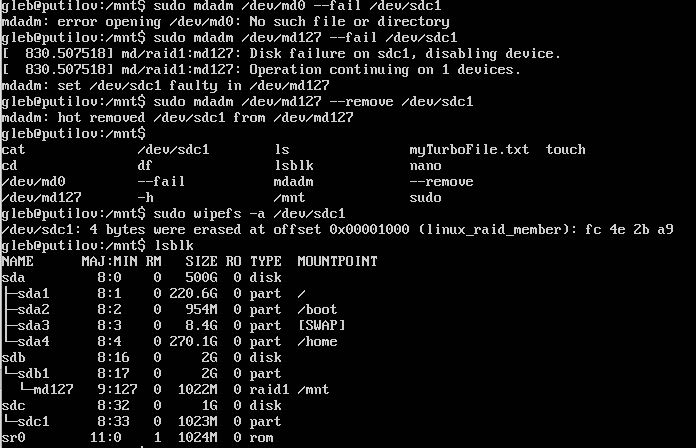 gleb@putilov:/mnt$ sudo mdadm /dev/md0 --fail /dev/sdc1
mdadm: error opening /dev/md0: No such file or directory
gleb@putilov:/mnt$ sudo mdadm /dev/md127 --fail /dev/sdc1
[  830.507518] md/raid1:md127: Disk failure on sdc1, disabling device.
[  830.507518] md/raid1:md127: Operation continuing on 1 devices.
mdadm: set /dev/sdc1 faulty in /dev/md127
gleb@putilov:/mnt$ sudo mdadm /dev/md127 --remove /dev/sdc1
mdadm: hot removed /dev/sdc1 from /dev/md127
gleb@putilov:/mnt$
cat          /dev/sdc1    ls           myTurboFile.txt  touch
cd           df           lsblk        nano
/dev/md0     --fail       mdadm        --remove
/dev/md127   -h           /mnt         sudo
gleb@putilov:/mnt$ sudo wipefs -a /dev/sdc1
/dev/sdc1: 4 bytes were erased at offset 0x00001000 (linux_raid_member): fc 4e 2b a9
gleb@putilov:/mnt$ lsblk
NAME      MAJ:MIN RM   SIZE RO TYPE  MOUNTPOINT
sda         8:0    0   500G  0 disk
├─sda1      8:1    0 220.6G  0 part  /
├─sda2      8:2    0   954M  0 part  /boot
├─sda3      8:3    0   8.4G  0 part  [SWAP]
└─sda4      8:4    0 270.1G  0 part  /home
sdb         8:16   0     2G  0 disk
└─sdb1      8:17   0     2G  0 part
  └─md127   9:127  0  1022M  0 raid1 /mnt
sdc         8:32   0     1G  0 disk
└─sdc1      8:33   0  1023M  0 part
sr0        11:0    1  1024M  0 rom